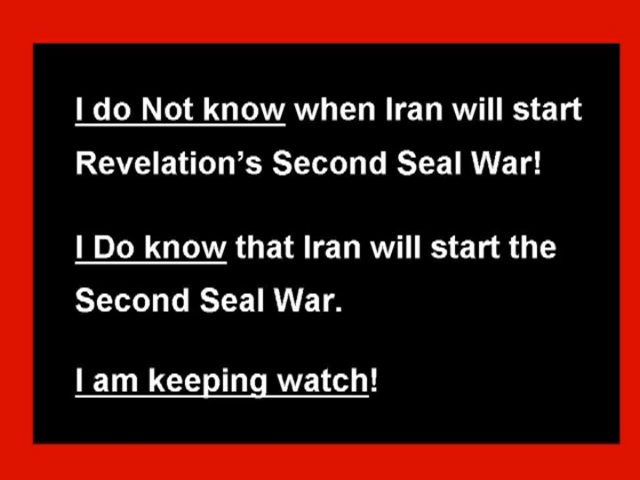 I do Not know when Iran will start
Revelation’s Second Seal War!
I Do know that Iran will start the
Second Seal War.
I am keeping watch!